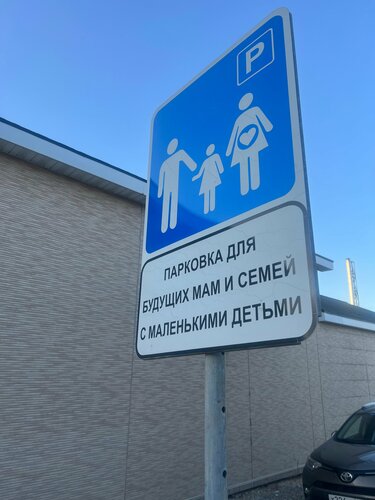 P
ПАРКОВКА ДЛЯ
БУДУЩИХ МАМ И СЕМЕЙ
С МАЛЕНЬКИМИ ДЕТЬМИ